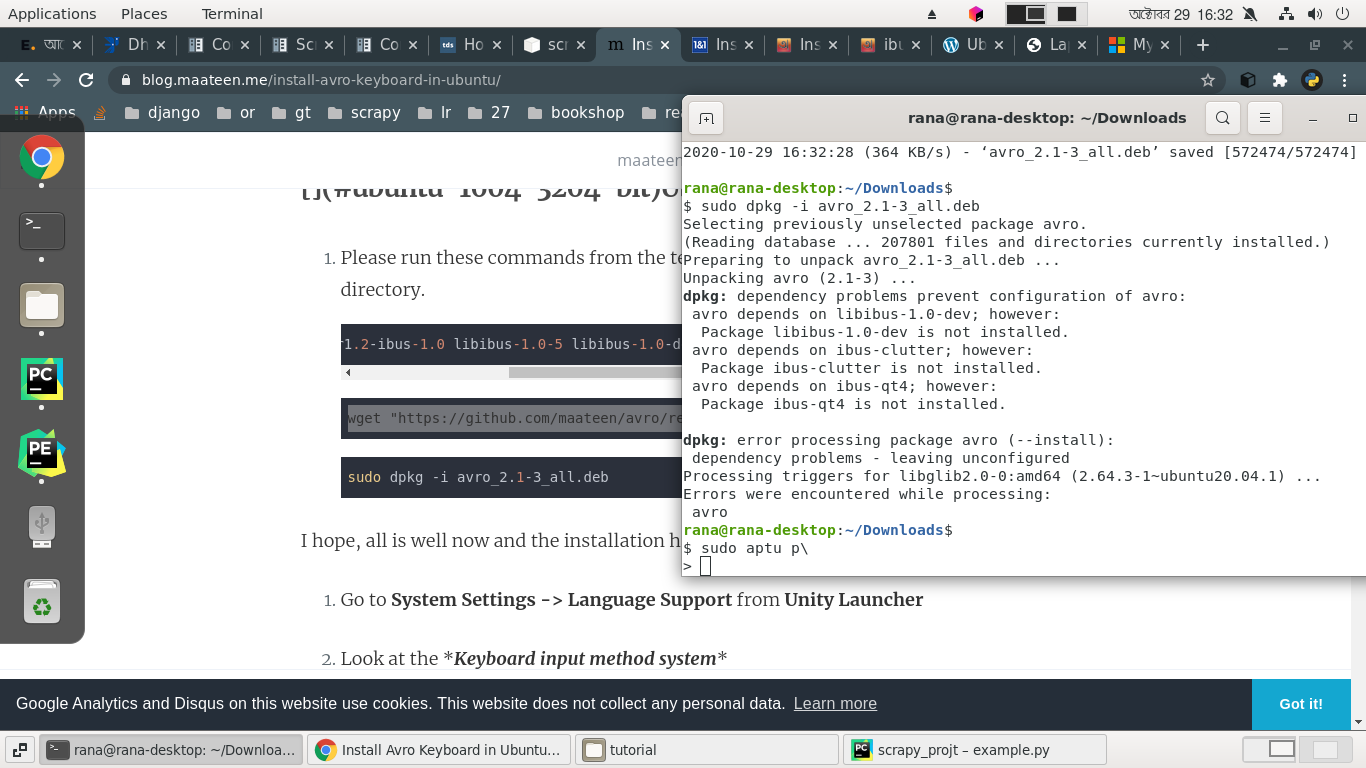 Applications Places Terminal অক্টোবর 29 16:32
E. আে Dh Co Sc Co tds Ho sc m Ins 1&1 Ins Ins ibu Ub La My
blog.maateen.me/install-avro-keyboard-in-ubuntu/
Apps django or gt scrapy lr 27 bookshop rea
maateen
[](#ubuntu-1604-3264-bit)U
1. Please run these commands from the te
directory.
1.2-ibus-1.0 libibus-1.0-5 libibus-1.0-d
wget "https://github.com/maateen/avro/re
sudo dpkg -i avro_2.1-3_all.deb
I hope, all is well now and the installation h
1. Go to System Settings -> Language Support from Unity Launcher
2. Look at the *Keyboard input method system*
rana@rana-desktop: ~/Downloads
2020-10-29 16:32:28 (364 KB/s) - ‘avro_2.1-3_all.deb’ saved [572474/572474]
rana@rana-desktop:~/Downloads$
$ sudo dpkg -i avro_2.1-3_all.deb
Selecting previously unselected package avro.
(Reading database ... 207801 files and directories currently installed.)
Preparing to unpack avro_2.1-3_all.deb ...
Unpacking avro (2.1-3) ...
dpkg: dependency problems prevent configuration of avro:
avro depends on libibus-1.0-dev; however:
Package libibus-1.0-dev is not installed.
avro depends on ibus-clutter; however:
Package ibus-clutter is not installed.
avro depends on ibus-qt4; however:
Package ibus-qt4 is not installed.
dpkg: error processing package avro (--install):
dependency problems - leaving unconfigured
Processing triggers for libglib2.0-0:amd64 (2.64.3-1~ubuntu20.04.1) ...
Errors were encountered while processing:
avro
rana@rana-desktop:~/Downloads$
$ sudo aptu p\
>
>_
PC
PE
Google Analytics and Disqus on this website use cookies. This website does not collect any personal data. Learn more Got it!
rana@rana-desktop: ~/Downloa... Install Avro Keyboard in Ubuntu... tutorial scrapy_projt – example.py